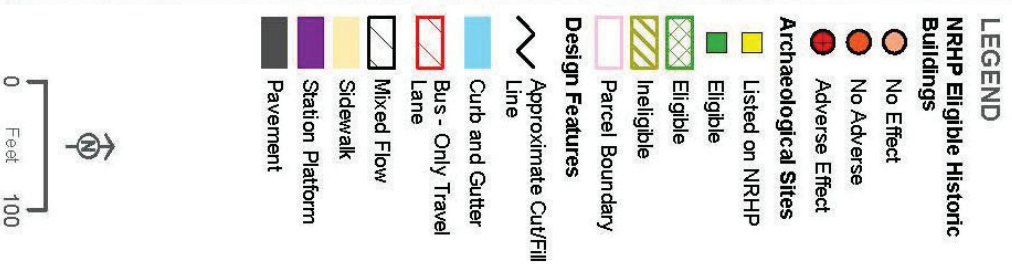 LEGEND
NRHP Eligible Historic
Buildings
No Effect
No Adverse
Adverse Effect
Archaeological Sites
Listed on NRHP
Eligible
Eligible
Ineligible
Parcel Boundary
Design Features
Approximate Cut/Fill
Line
Curb and Gutter
Bus - Only Travel
Lane
Mixed Flow
Sidewalk
Station Platform
Pavement
N
0 Feet 100